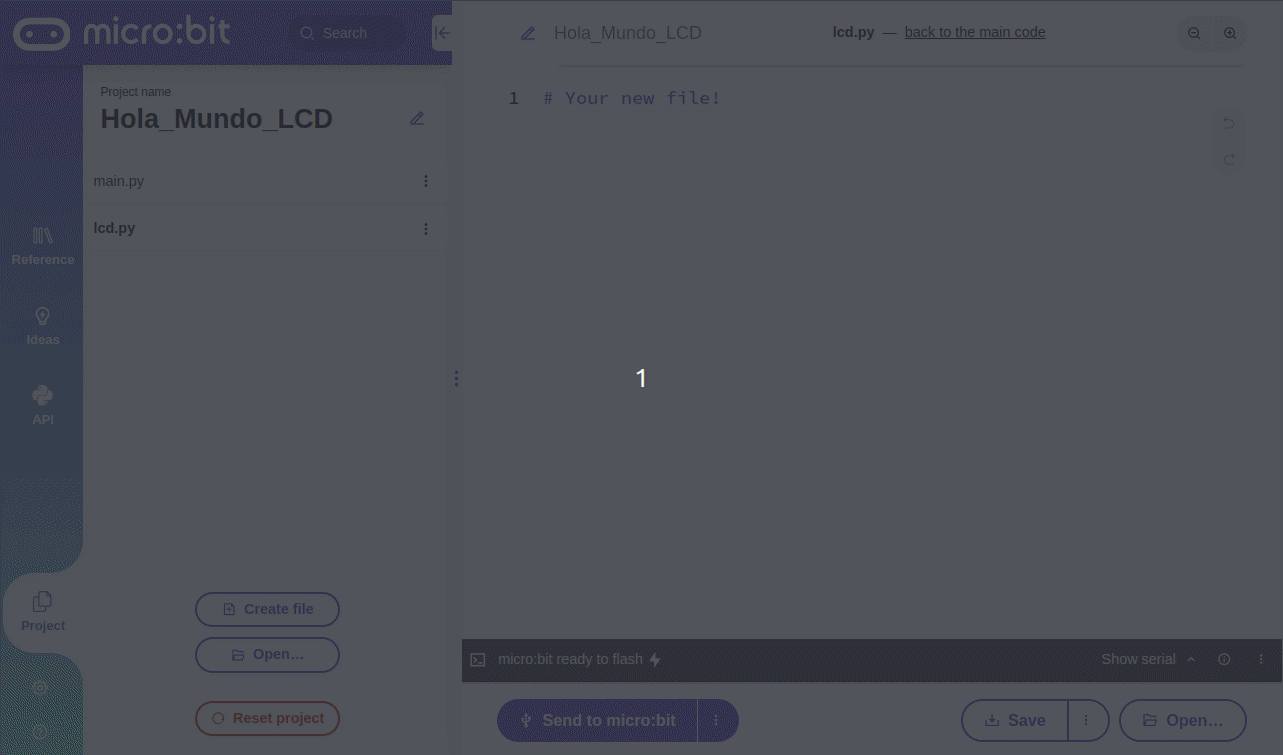 micro:bit
Search
Hola_Mundo_LCD
lcd.py — back to the main code
Project name
Hola_Mundo_LCD
main.py
lcd.py
Reference
Ideas
API
Project
1 # Your new file!
1
Create file
Open...
Reset project
micro:bit ready to flash
Show serial
Send to micro:bit
Save
Open...